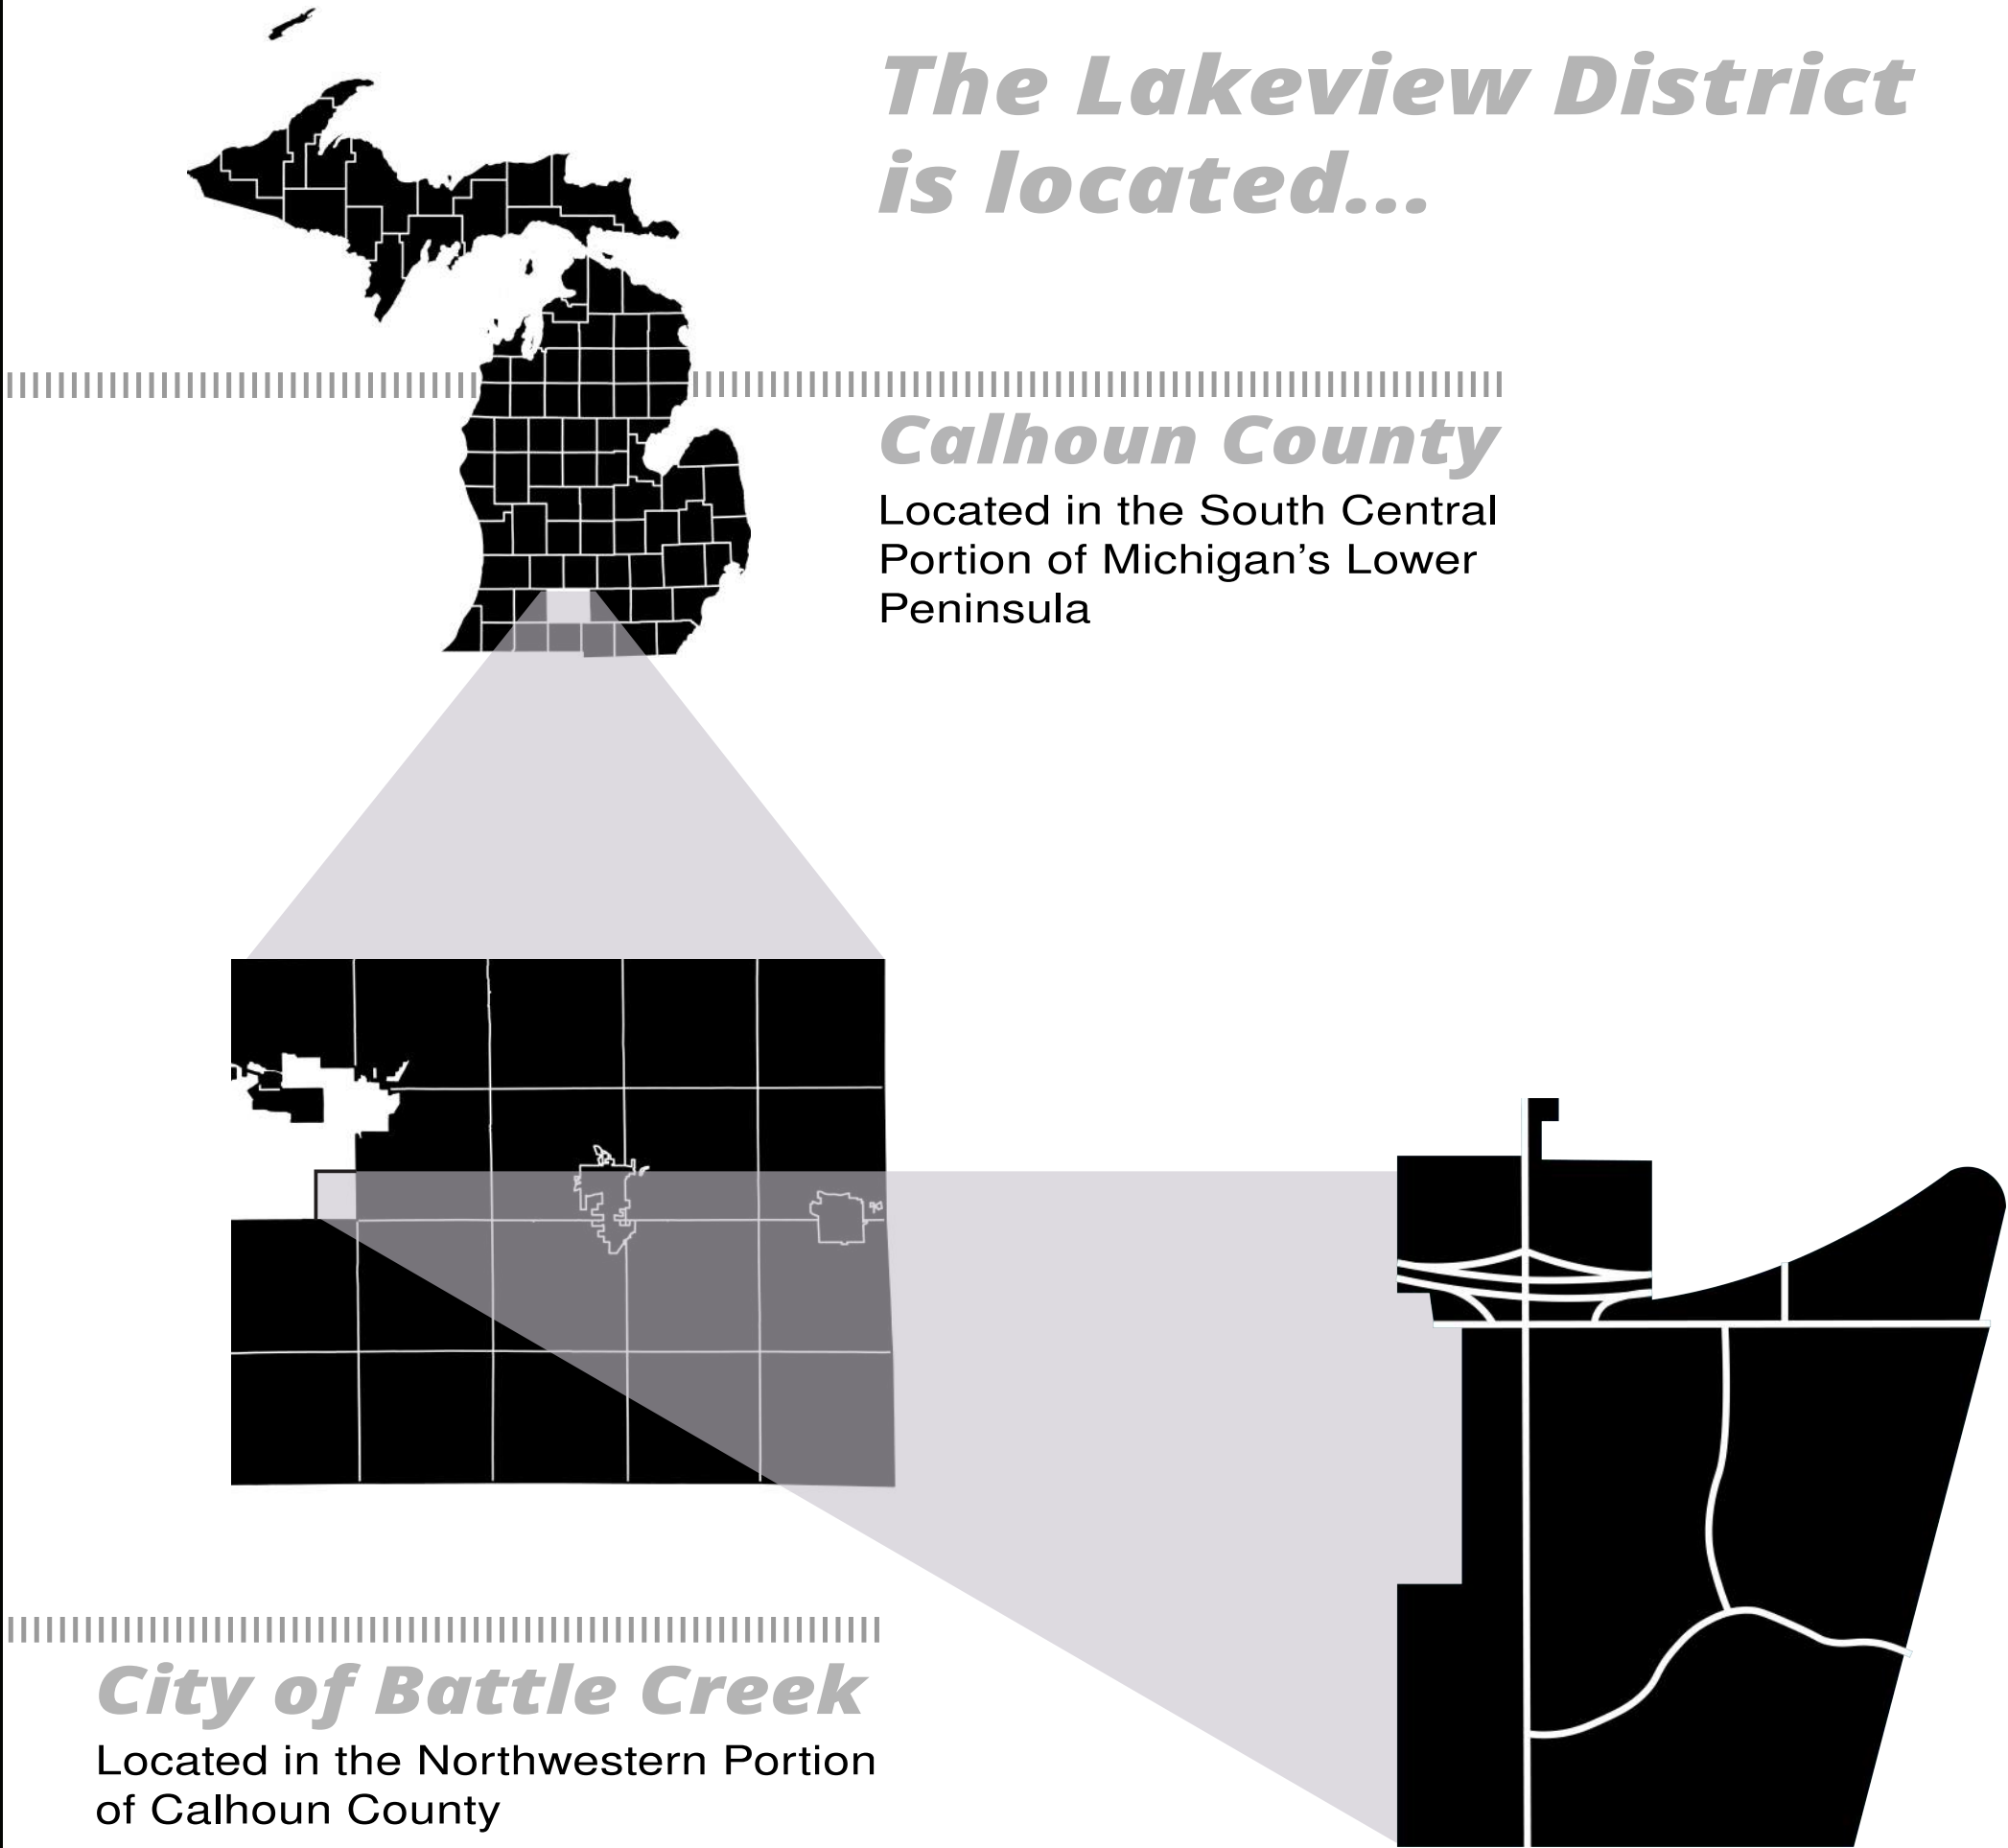 The Lakeview District
is located...
Calhoun County
Located in the South Central
Portion of Michigan’s Lower
Peninsula
City of Battle Creek
Located in the Northwestern Portion
of Calhoun County